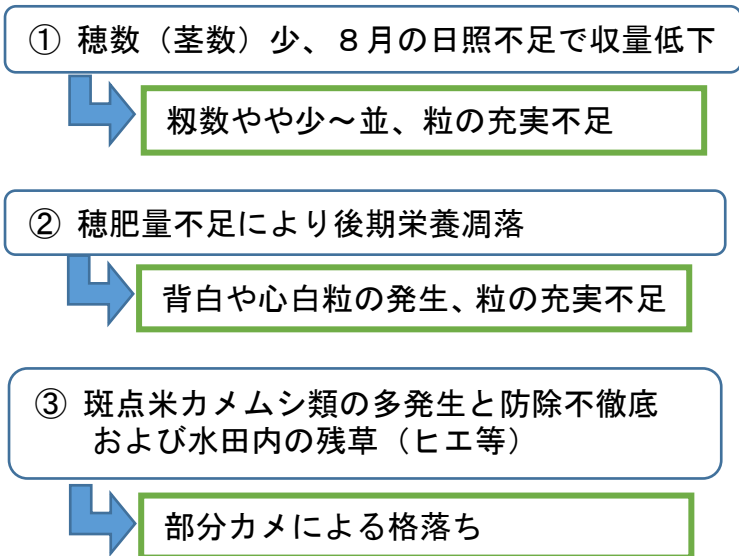 ① 穂数（茎数）少、８月の日照不足で収量低下
籾数やや少～並、粒の充実不足
② 穂肥量不足により後期栄養凋落
背白や心白粒の発生、粒の充実不足
③ 斑点米カメムシ類の多発生と防除不徹底
および水田内の残草（ヒエ等）
部分カメによる格落ち